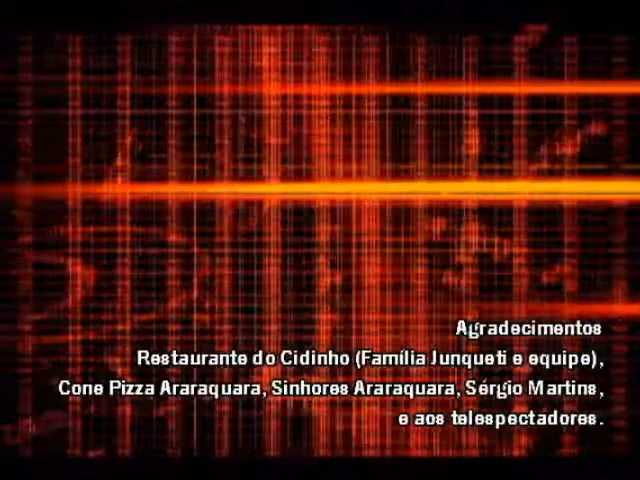 Agradecimentos
Restaurante do Cidinho (Família Junqueti e equipe),
Cone Pizza Araraquara, Sinhores Araraquara, Sérgio Martins,
e aos telespectadores.